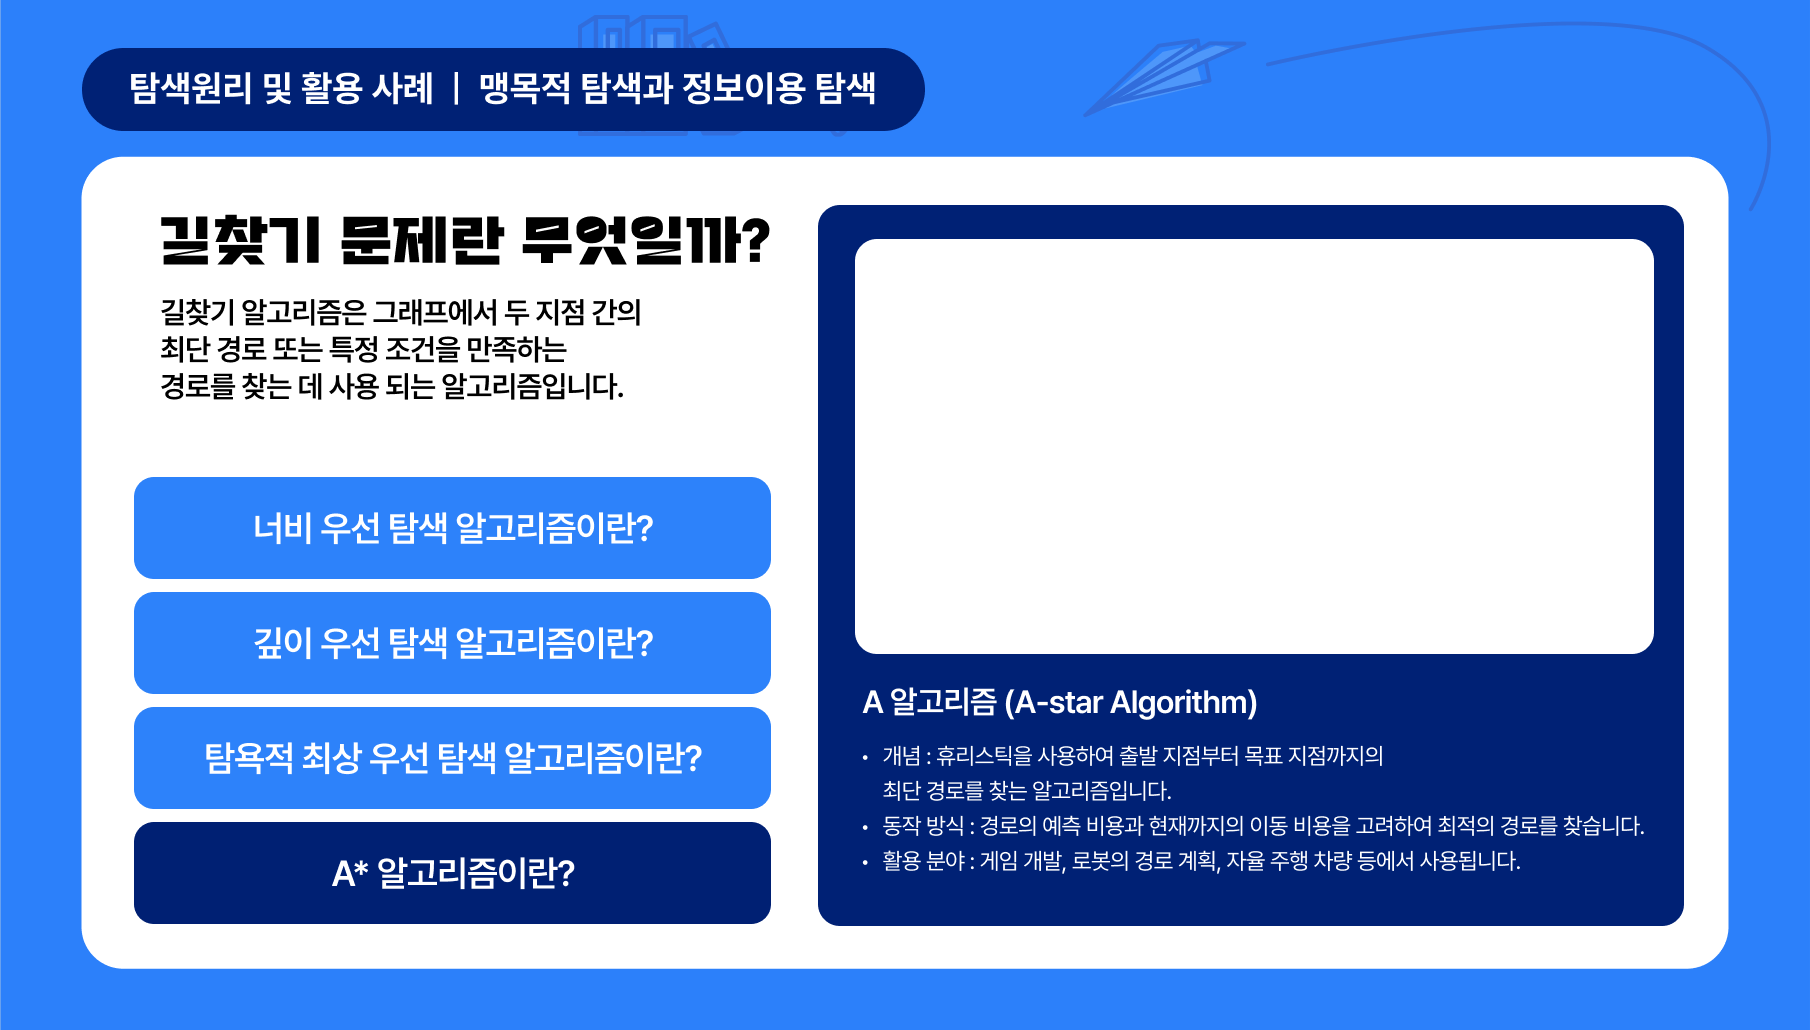 탐색원리 및 활용 사례 | 맹목적 탐색과 정보이용 탐색
길찾기 문제란 무엇일까?
길찾기 알고리즘은 그래프에서 두 지점 간의
최단 경로 또는 특정 조건을 만족하는
경로를 찾는 데 사용 되는 알고리즘입니다.
너비 우선 탐색 알고리즘이란?
깊이 우선 탐색 알고리즘이란?
탐욕적 최상 우선 탐색 알고리즘이란?
A* 알고리즘이란?
A 알고리즘 (A-star Algorithm)
• 개념 : 휴리스틱을 사용하여 출발 지점부터 목표 지점까지의
최단 경로를 찾는 알고리즘입니다.
• 동작 방식 : 경로의 예측 비용과 현재까지의 이동 비용을 고려하여 최적의 경로를 찾습니다.
• 활용 분야 : 게임 개발, 로봇의 경로 계획, 자율 주행 차량 등에서 사용됩니다.